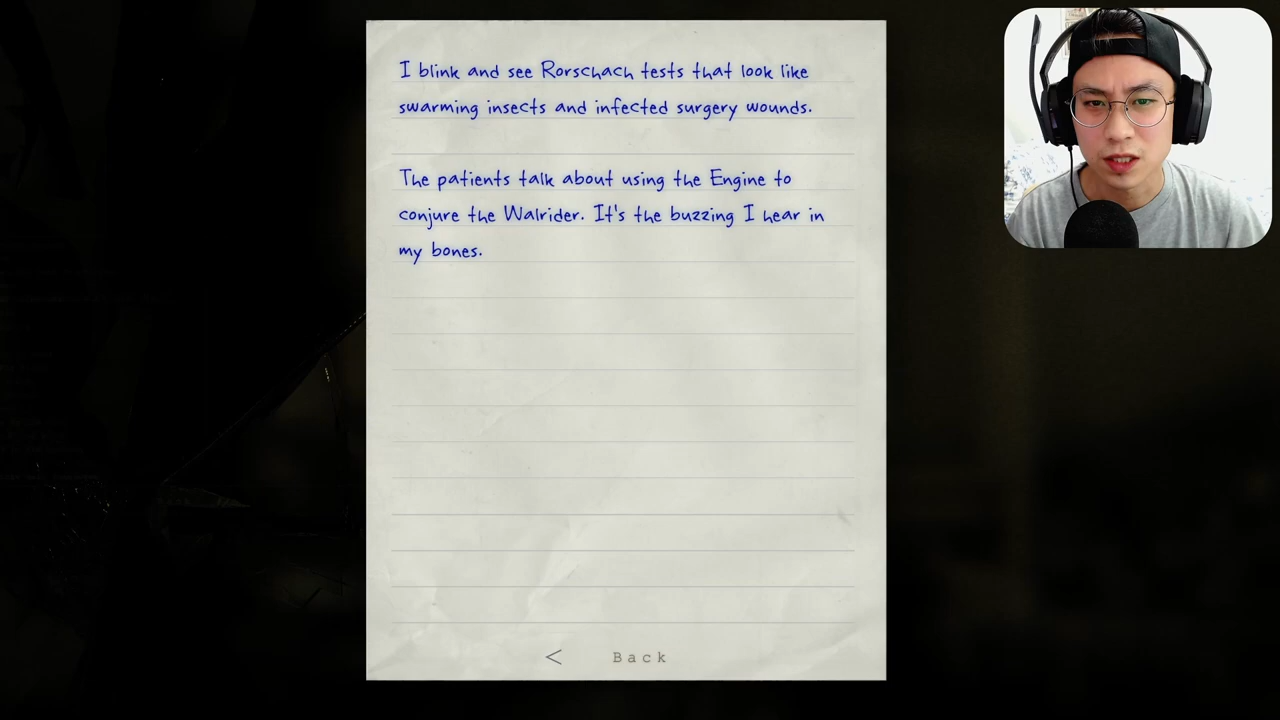 I blink and see Rorschach tests that look like
swarming insects and infected surgery wounds.
The patients talk about using the Engine to
conjure the Walrider. It's the buzzing I hear in
my bones.
< Back